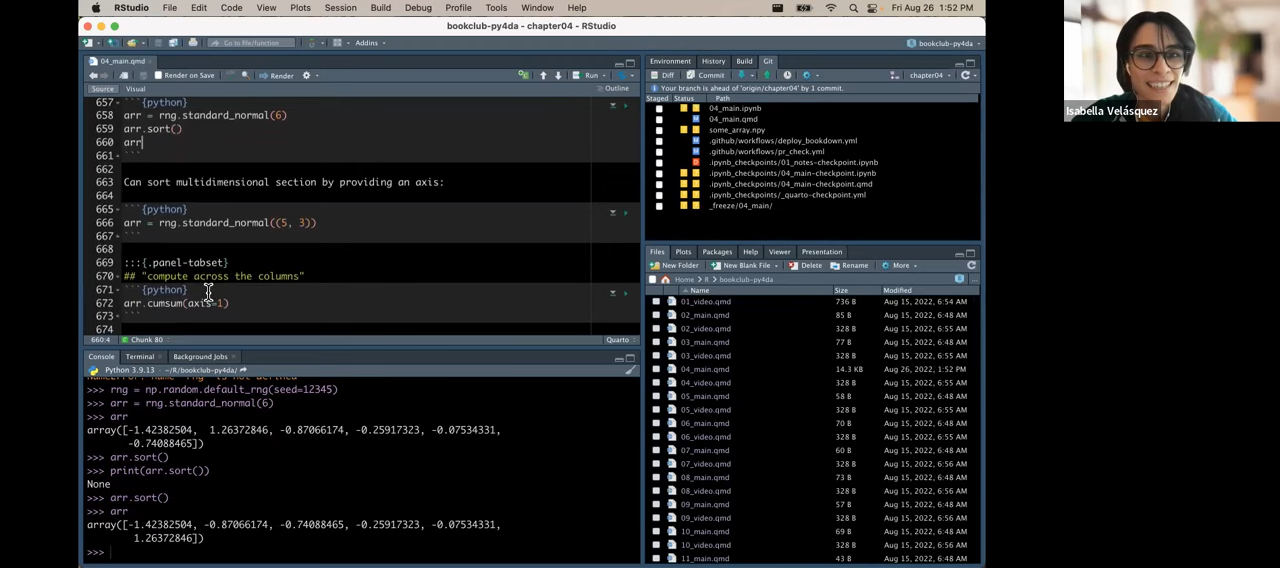 RStudio File Edit Code View Plots Session Build Debug Profile Tools Window Help Fri Aug 26 1:52 PM
bookclub-py4da - chapter04 - RStudio
Go to file/function Addins bookclub-py4da
04_main.qmd
Render on Save Render Run
Source Visual Outline
657 ```{python}
658 arr = rng.standard_normal(6)
659 arr.sort()
660 arr
661 ```
662
663 Can sort multidimensional section by providing an axis:
664
665 ```{python}
666 arr = rng.standard_normal((5, 3))
667 ```
668
669 :::{.panel-tabset}
670 ## "compute across the columns"
671 ```{python}
672 arr.cumsum(axis=1)
673 ```
674
660:4 Chunk 80 Quarto
Console Terminal Background Jobs
Python 3.9.13 · ~/R/bookclub-py4da/
NameError: name 'rng' is not defined
>>> rng = np.random.default_rng(seed=12345)
>>> arr = rng.standard_normal(6)
>>> arr
array([-1.42382504, 1.26372846, -0.87066174, -0.25917323, -0.07534331,
-0.74088465])
>>> arr.sort()
>>> print(arr.sort())
None
>>> arr.sort()
>>> arr
array([-1.42382504, -0.87066174, -0.74088465, -0.25917323, -0.07534331,
1.26372846])
>>>
Environment History Build Git
Diff Commit chapter04
Your branch is ahead of 'origin/chapter04' by 1 commit.
Staged Status Path
04_main.ipynb
M 04_main.qmd
some_array.npy
M .github/workflows/deploy_bookdown.yml
M .github/workflows/pr_check.yml
D .ipynb_checkpoints/01_notes-checkpoint.ipynb
.ipynb_checkpoints/04_main-checkpoint.ipynb
.ipynb_checkpoints/04_main-checkpoint.qmd
.ipynb_checkpoints/_quarto-checkpoint.yml
_freeze/04_main/
Files Plots Packages Help Viewer Presentation
New Folder New Blank File Delete Rename More
Home R bookclub-py4da
Name Size Modified
01_video.qmd 736 B Aug 15, 2022, 6:54 AM
02_main.qmd 85 B Aug 15, 2022, 6:48 AM
02_video.qmd 328 B Aug 15, 2022, 6:55 AM
03_main.qmd 77 B Aug 15, 2022, 6:48 AM
03_video.qmd 328 B Aug 15, 2022, 6:55 AM
04_main.qmd 14.3 KB Aug 26, 2022, 1:52 PM
04_video.qmd 328 B Aug 15, 2022, 6:55 AM
05_main.qmd 58 B Aug 15, 2022, 6:48 AM
05_video.qmd 328 B Aug 15, 2022, 6:55 AM
06_main.qmd 70 B Aug 15, 2022, 6:48 AM
06_video.qmd 328 B Aug 15, 2022, 6:55 AM
07_main.qmd 60 B Aug 15, 2022, 6:48 AM
07_video.qmd 328 B Aug 15, 2022, 6:55 AM
08_main.qmd 73 B Aug 15, 2022, 6:48 AM
08_video.qmd 328 B Aug 15, 2022, 6:55 AM
09_main.qmd 54 B Aug 15, 2022, 6:48 AM
09_video.qmd 328 B Aug 15, 2022, 6:55 AM
10_main.qmd 69 B Aug 15, 2022, 6:48 AM
10_video.qmd 328 B Aug 15, 2022, 6:55 AM
11_main.qmd 43 B Aug 15, 2022, 6:48 AM
Isabella Velásquez